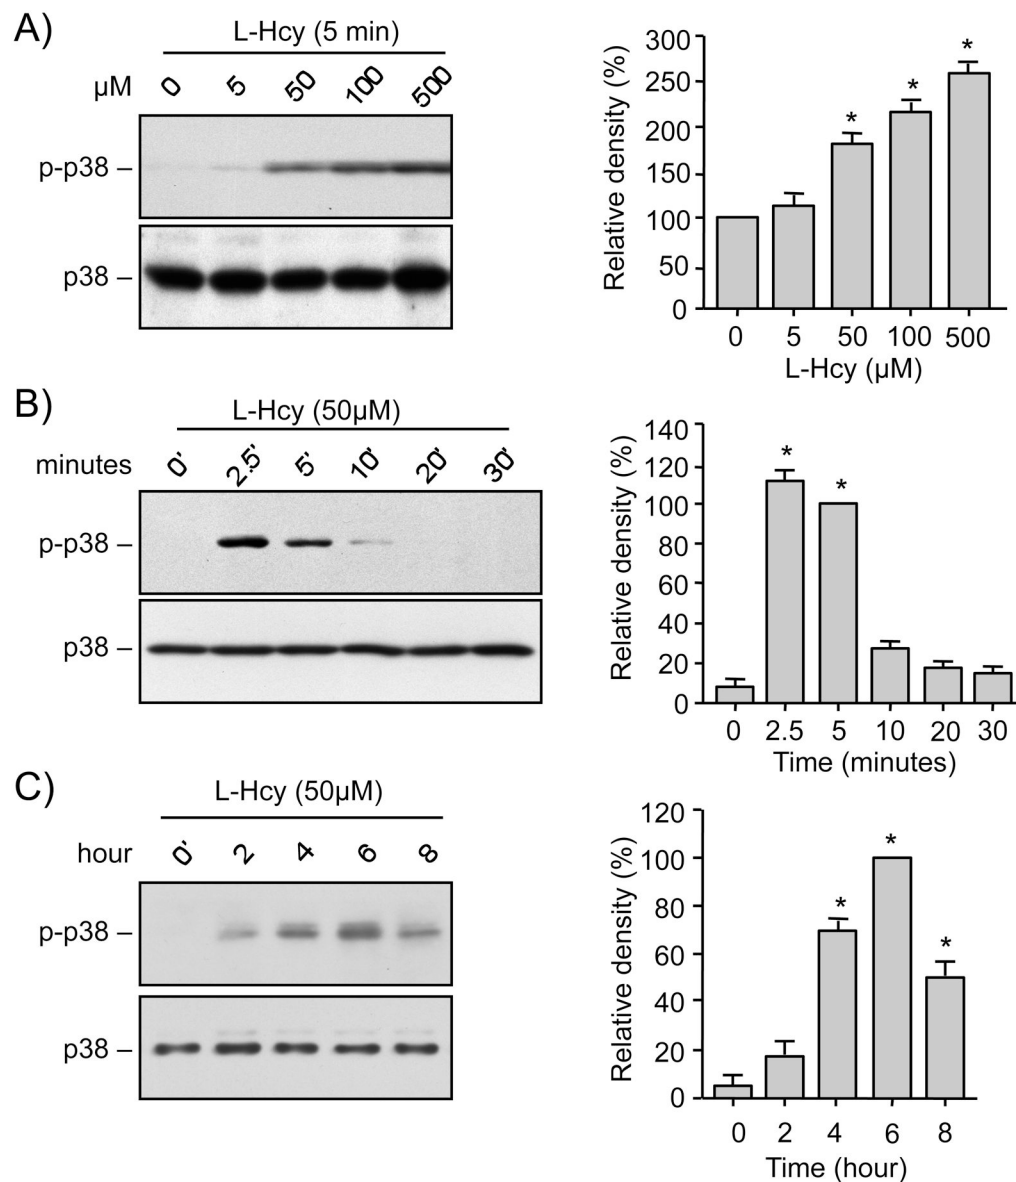 A)
L-Hcy (5 min)
µM 0 5 50 100 500
p-p38 –
p38 –
Relative density (%)
300
250
200
150
100
50
0
0 5 50 100 500
L-Hcy (µM)
* * *
B)
L-Hcy (50µM)
minutes 0' 2.5' 5' 10' 20' 30'
p-p38 –
p38 –
Relative density (%)
140
120
100
80
60
40
20
0
0 2.5 5 10 20 30
Time (minutes)
* *
C)
L-Hcy (50µM)
hour 0' 2 4 6 8
p-p38 –
p38 –
Relative density (%)
120
100
80
60
40
20
0
0 2 4 6 8
Time (hour)
* * *